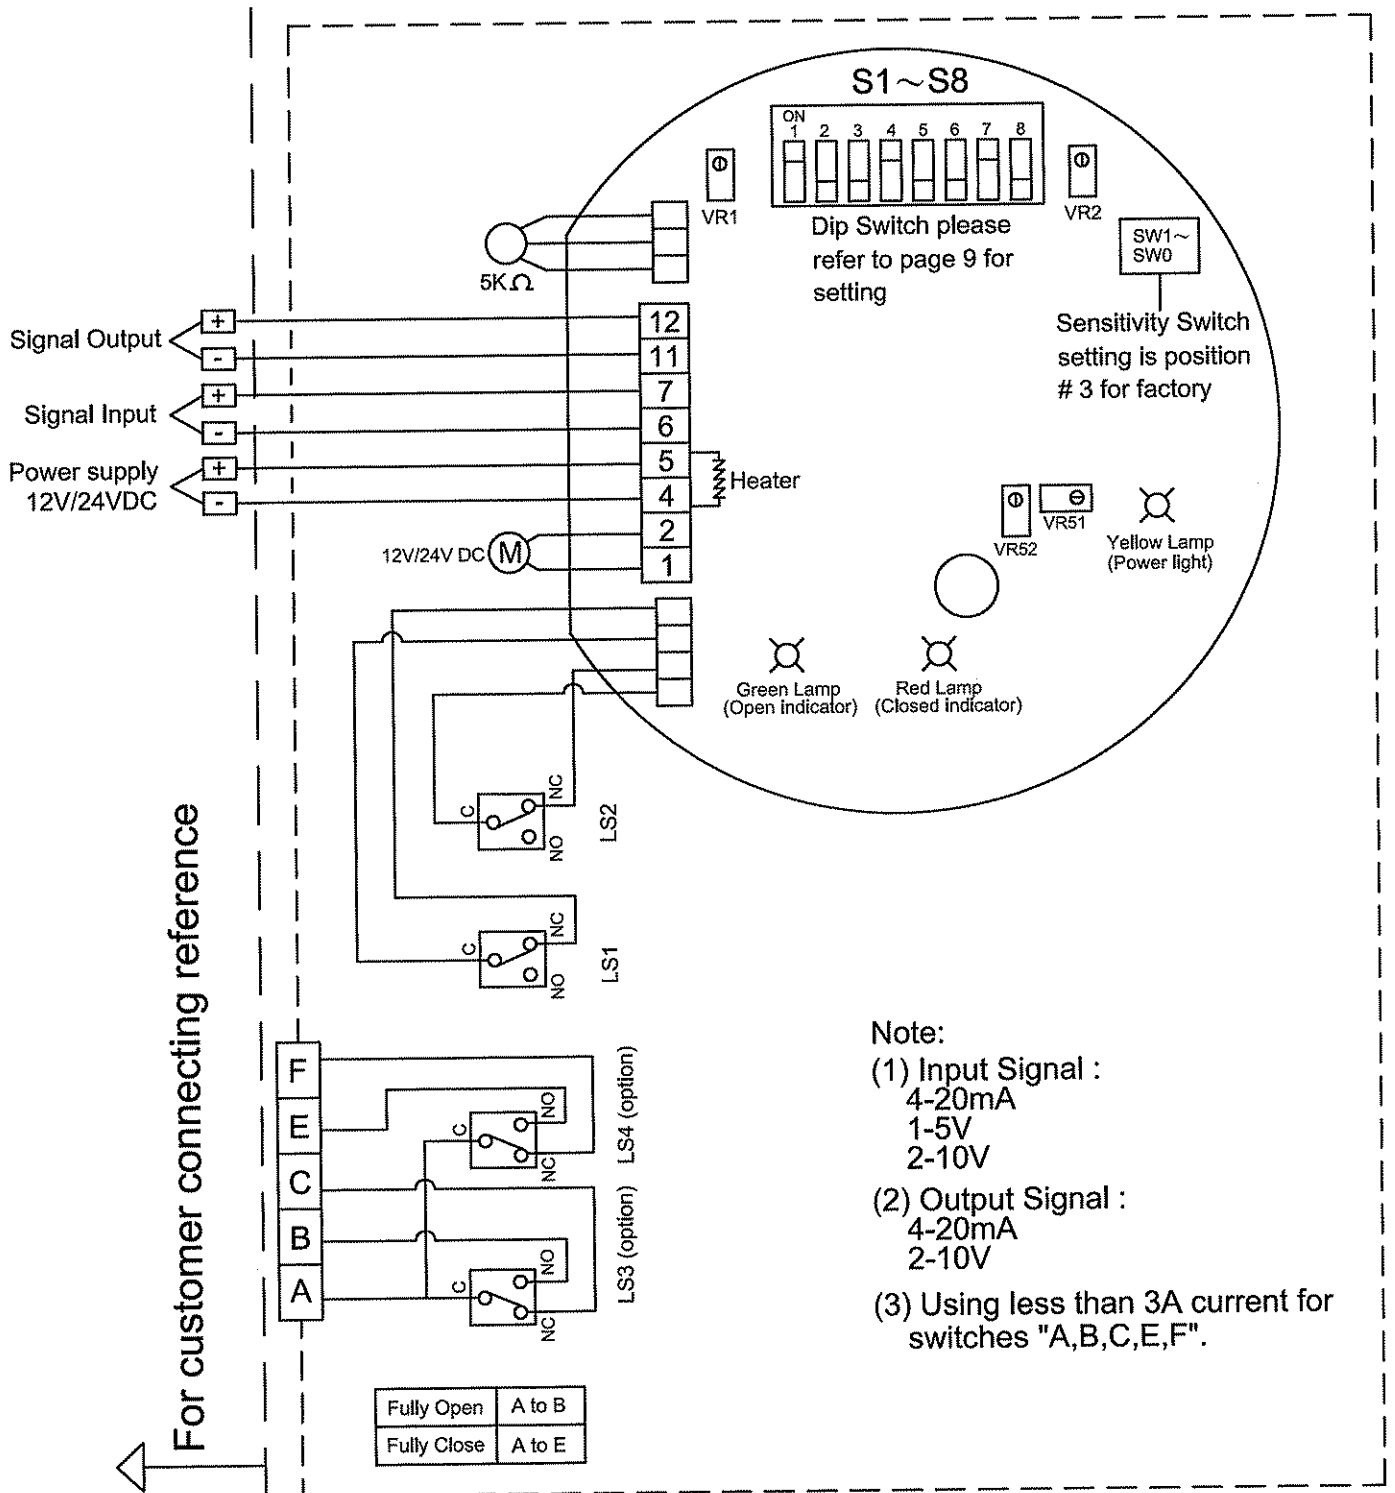 S1～S8
ON
1 2 3 4 5 6 7 8
VR1
VR2
Dip Switch please
refer to page 9 for
setting
SW1～
SW0
Sensitivity Switch
setting is position
# 3 for factory
5KΩ
Signal Output
+
-
Signal Input
+
-
Power supply
12V/24VDC
+
-
12
11
7
6
5
4
2
1
Heater
12V/24V DC
M
VR52
VR51
Yellow Lamp
(Power light)
Green Lamp
(Open indicator)
Red Lamp
(Closed indicator)
C
NC
NO
LS2
C
NC
NO
LS1
For customer connecting reference
F
E
C
B
A
C
NO
NC
LS4 (option)
C
NO
NC
LS3 (option)
Note:
(1) Input Signal :
4-20mA
1-5V
2-10V
(2) Output Signal :
4-20mA
2-10V
(3) Using less than 3A current for
switches "A,B,C,E,F".
Fully Open A to B
Fully Close A to E